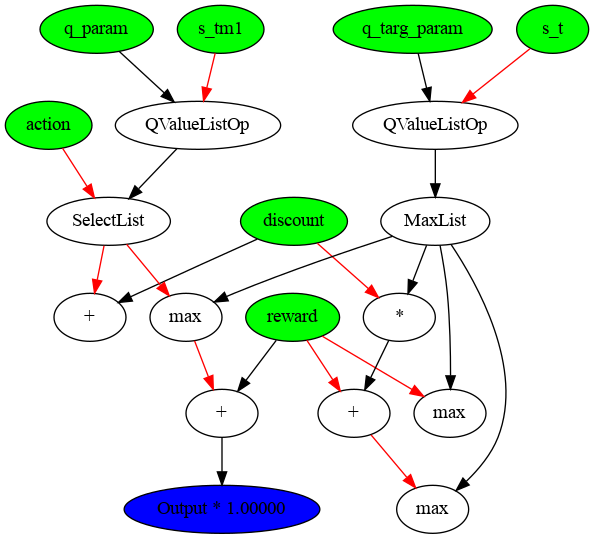 q_param
s_tm1
q_targ_param
s_t
action
QValueListOp
QValueListOp
SelectList
discount
MaxList
+
max
reward
*
+
+
max
Output * 1.00000
max